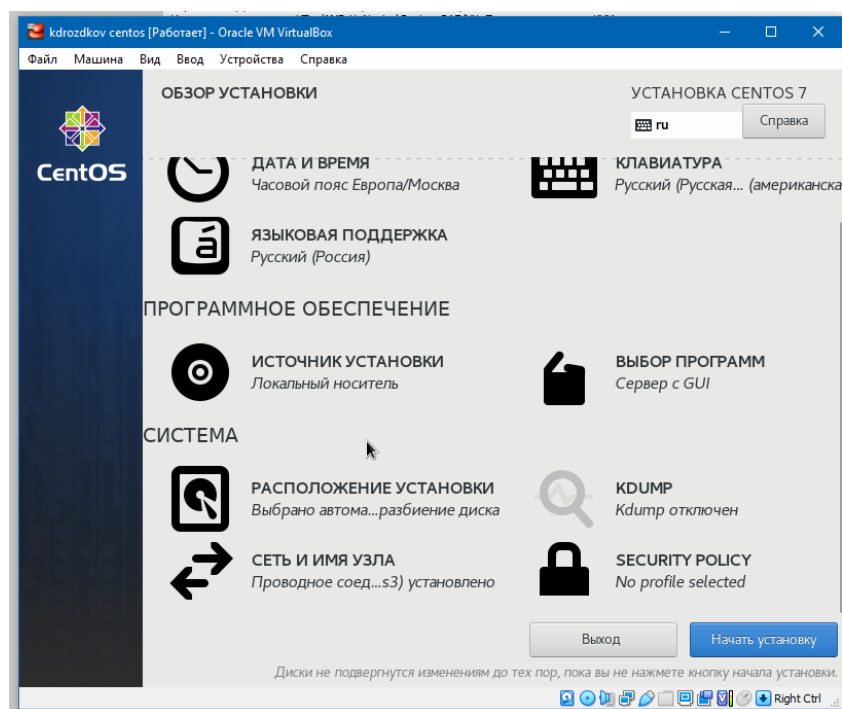 kdrozdkov centos [Работает] - Oracle VM VirtualBox
Файл Машина Вид Ввод Устройства Справка
ОБЗОР УСТАНОВКИ
УСТАНОВКА CENTOS 7
ru
Справка
CentOS
ДАТА И ВРЕМЯ
Часовой пояс Европа/Москва
КЛАВИАТУРА
Русский (Русская... (американска
ЯЗЫКОВАЯ ПОДДЕРЖКА
Русский (Россия)
ПРОГРАММНОЕ ОБЕСПЕЧЕНИЕ
ИСТОЧНИК УСТАНОВКИ
Локальный носитель
ВЫБОР ПРОГРАММ
Сервер с GUI
СИСТЕМА
РАСПОЛОЖЕНИЕ УСТАНОВКИ
Выбрано автома...разбиение диска
KDUMP
Kdump отключен
СЕТЬ И ИМЯ УЗЛА
Проводное соед...s3) установлено
SECURITY POLICY
No profile selected
Выход
Начать установку
Диски не подвергнутся изменениям до тех пор, пока вы не нажмете кнопку начала установки.
Right Ctrl